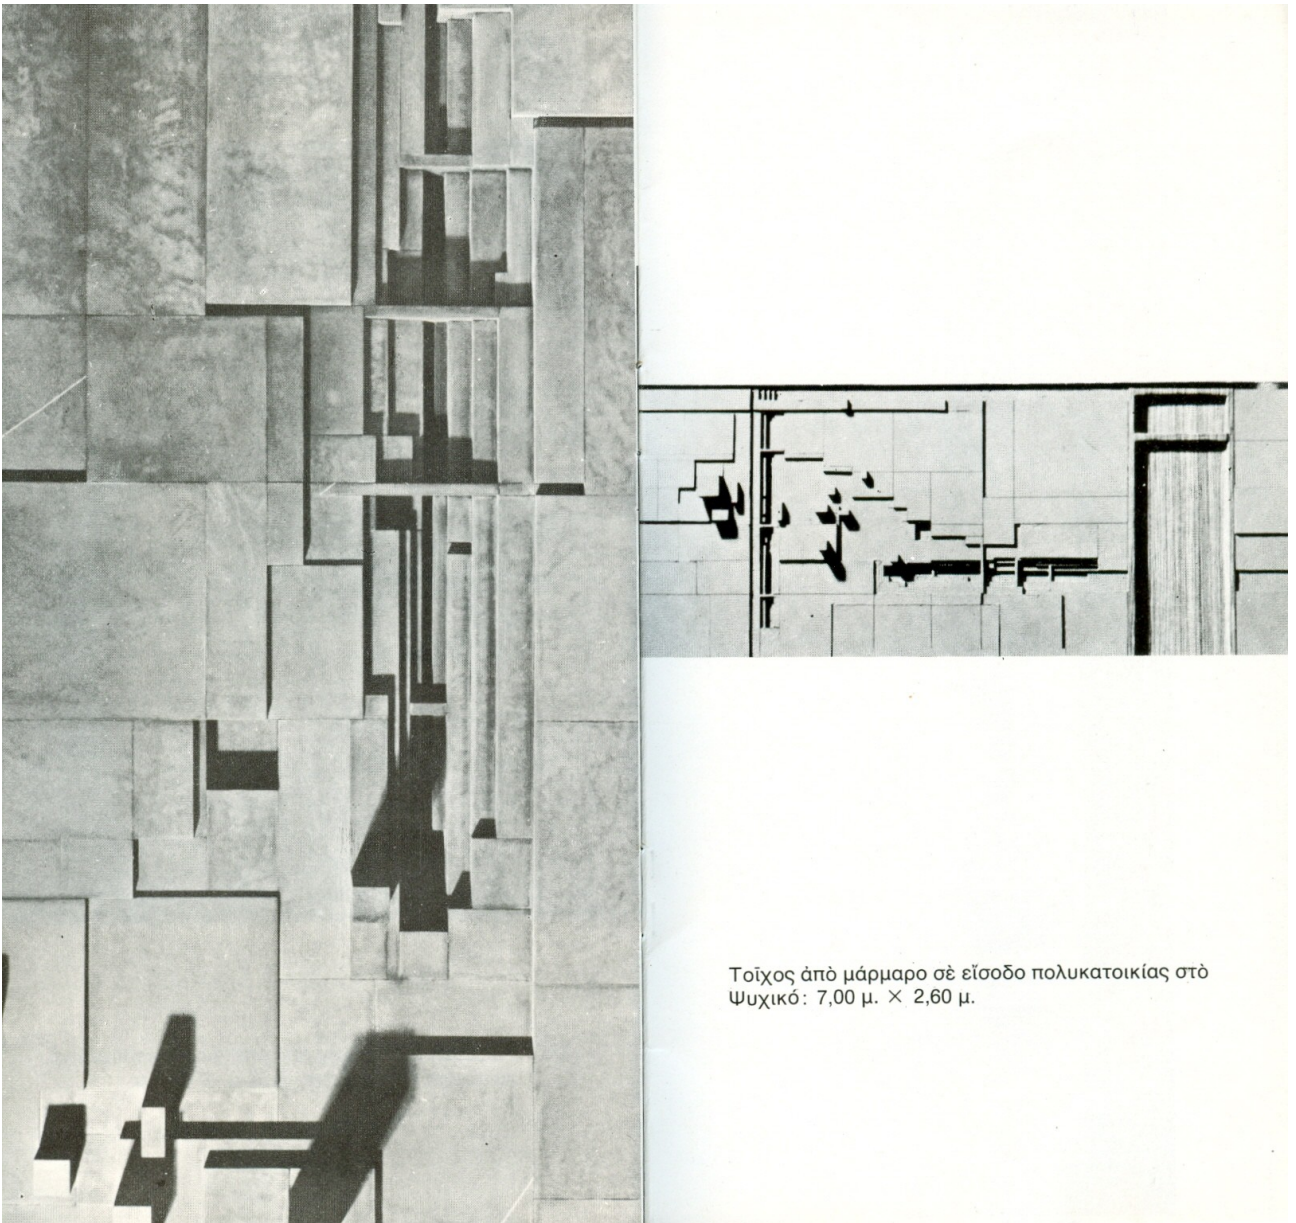 Τοῖχος ἀπὸ μάρμαρο σὲ εἴσοδο πολυκατοικίας στὸ
Ψυχικό: 7,00 μ. × 2,60 μ.